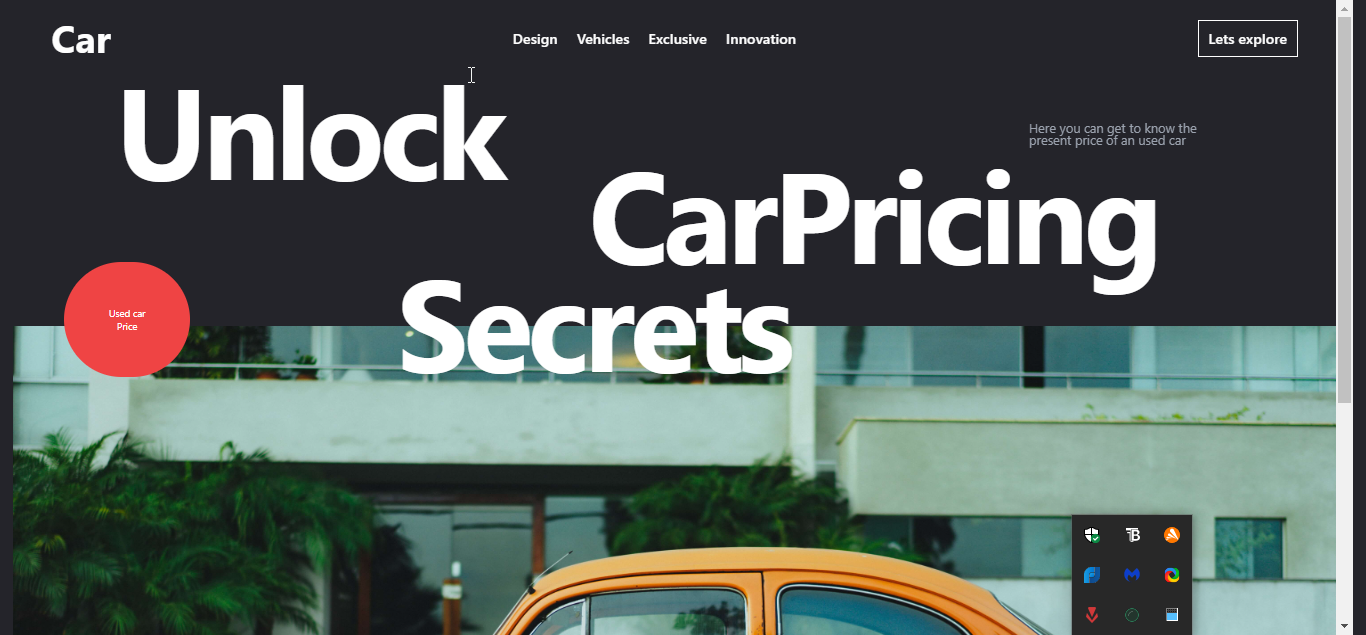 Car
Design
Vehicles
Exclusive
Innovation
Lets explore
Unlock
Here you can get to know the
present price of an used car
CarPricing
Secrets
Used car
Price